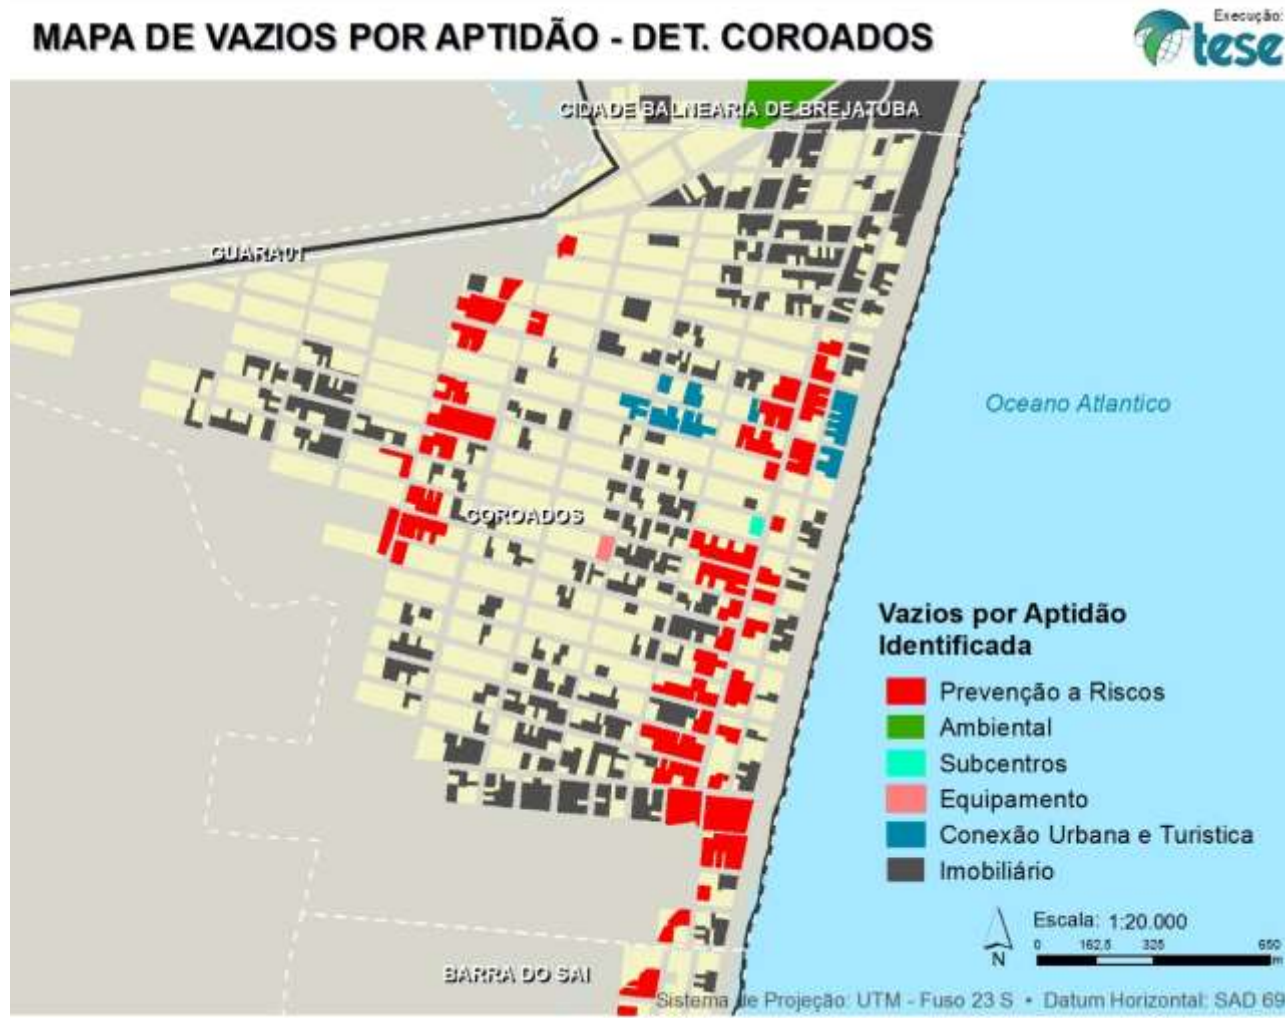 MAPA DE VAZIOS POR APTIDÃO - DET. COROADOS
Execução:
tese
CIDADE BALNEARIA DE BREJATUBA
GUARA01
Oceano Atlantico
COROADOS
Vazios por Aptidão
Identificada
Prevenção a Riscos
Ambiental
Subcentros
Equipamento
Conexão Urbana e Turistica
Imobiliário
Escala: 1:20.000
0 162,5 325 650
m
N
BARRA DO SAI
Sistema de Projeção: UTM - Fuso 23 S • Datum Horizontal: SAD 69